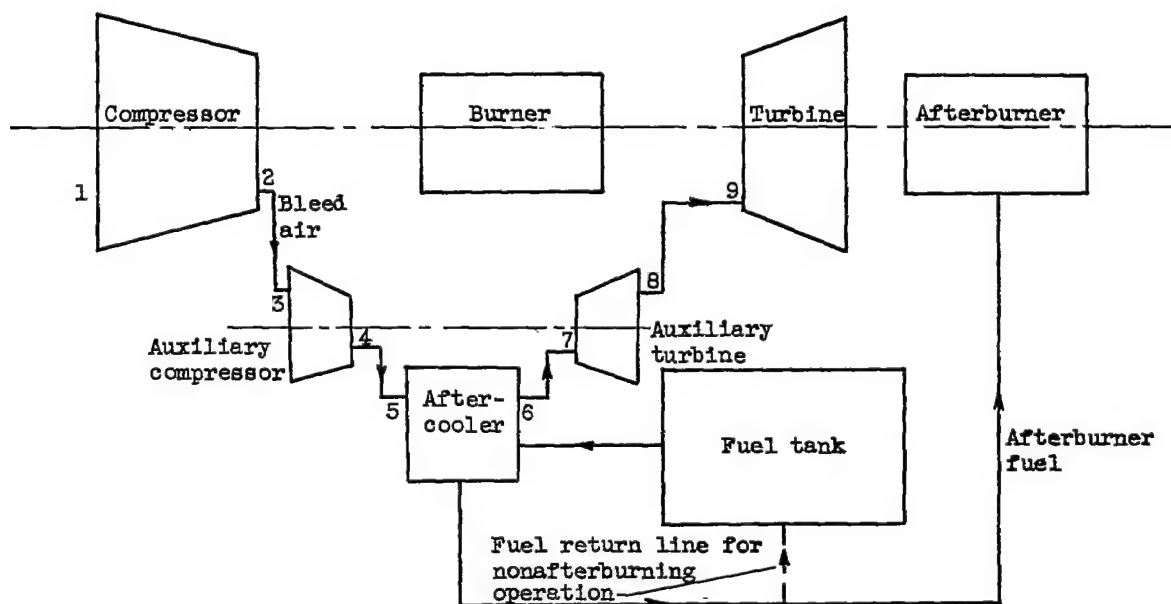 Compressor
Burner
Turbine
Afterburner
1
2
9
Bleed
air
3
8
Auxiliary
compressor
4
7
Auxiliary
turbine
5
After-
cooler
6
Fuel tank
Afterburner
fuel
Fuel return line for
nonafterburning
operation